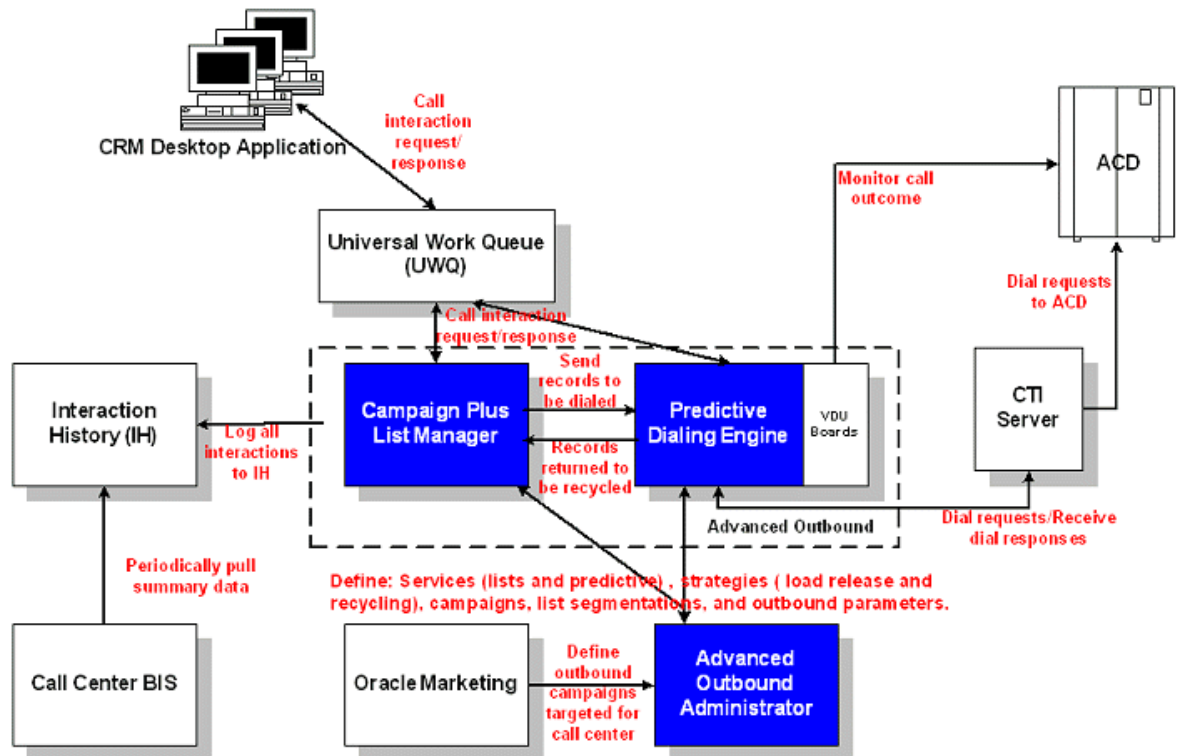 CRM Desktop Application
Call
interaction
request/
response
ACD
Monitor call
outcome
Universal Work Queue
(UWQ)
Dial requests
to ACD
Call interaction
request/response
Interaction
History (IH)
Log all
interactions
to IH
Campaign Plus
List Manager
Send
records to
be dialed
Records
returned to
be recycled
Predictive
Dialing Engine
VDU
Boards
CTI
Server
Advanced Outbound
Dial requests/Receive
dial responses
Periodically pull
summary data
Define: Services (lists and predictive) , strategies ( load release and
recycling), campaigns, list segmentations, and outbound parameters.
Call Center BIS
Oracle Marketing
Define
outbound
campaigns
targeted for
call center
Advanced
Outbound
Administrator